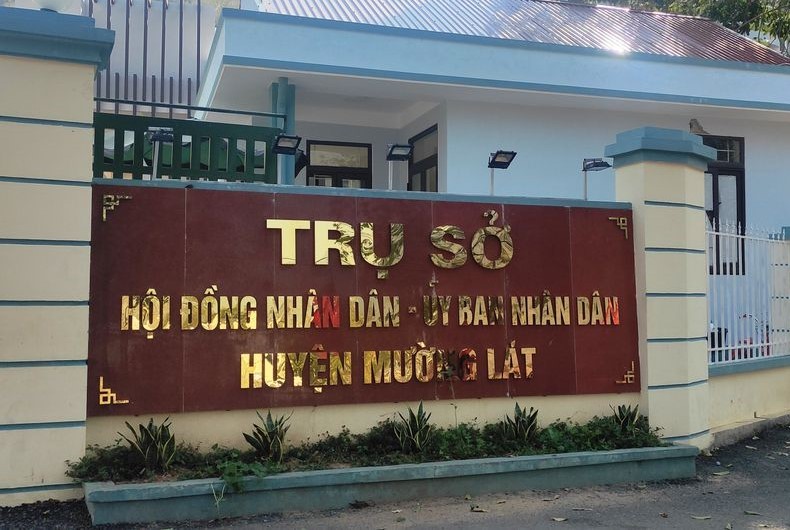 TRỤ SỞ
HỘI ĐỒNG NHÂN DÂN - ỦY BAN NHÂN DÂN
HUYỆN MƯỜNG LÁT